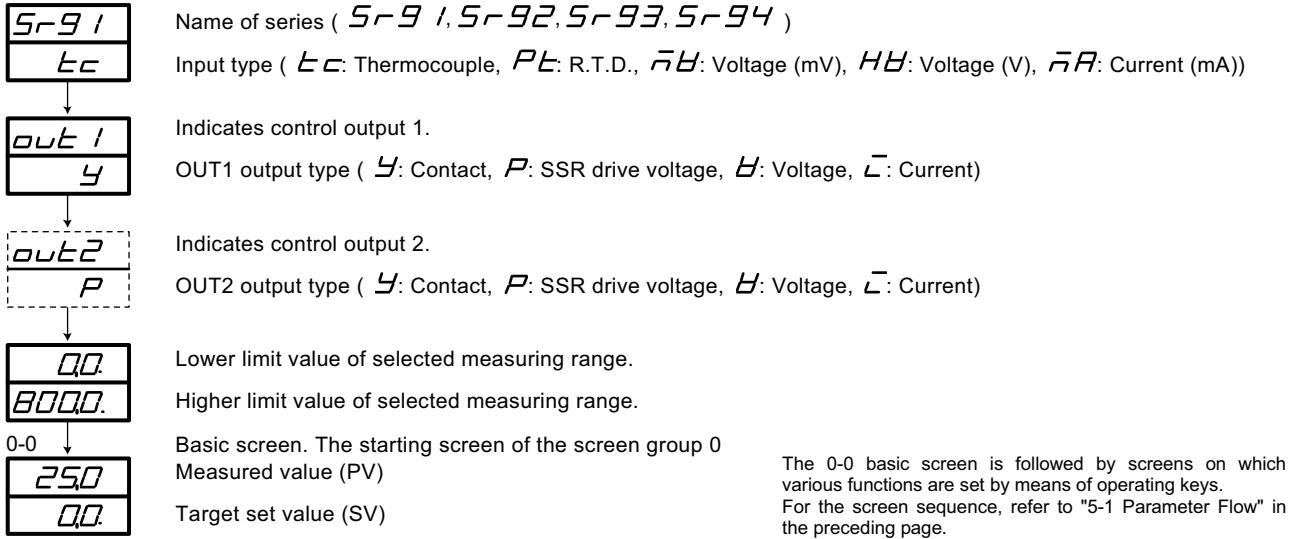 Sr91 Name of series ( Sr91, Sr92, Sr93, Sr94 )
tc Input type ( tc: Thermocouple, Pt: R.T.D., mV: Voltage (mV), HV: Voltage (V), mA: Current (mA))
out1 Indicates control output 1.
Y OUT1 output type ( Y: Contact, P: SSR drive voltage, V: Voltage, i: Current)
out2 Indicates control output 2.
P OUT2 output type ( Y: Contact, P: SSR drive voltage, V: Voltage, i: Current)
0.0. Lower limit value of selected measuring range.
800.0. Higher limit value of selected measuring range.
0-0 Basic screen. The starting screen of the screen group 0
25.0 Measured value (PV)
0.0. Target set value (SV)
The 0-0 basic screen is followed by screens on which
various functions are set by means of operating keys.
For the screen sequence, refer to "5-1 Parameter Flow" in
the preceding page.